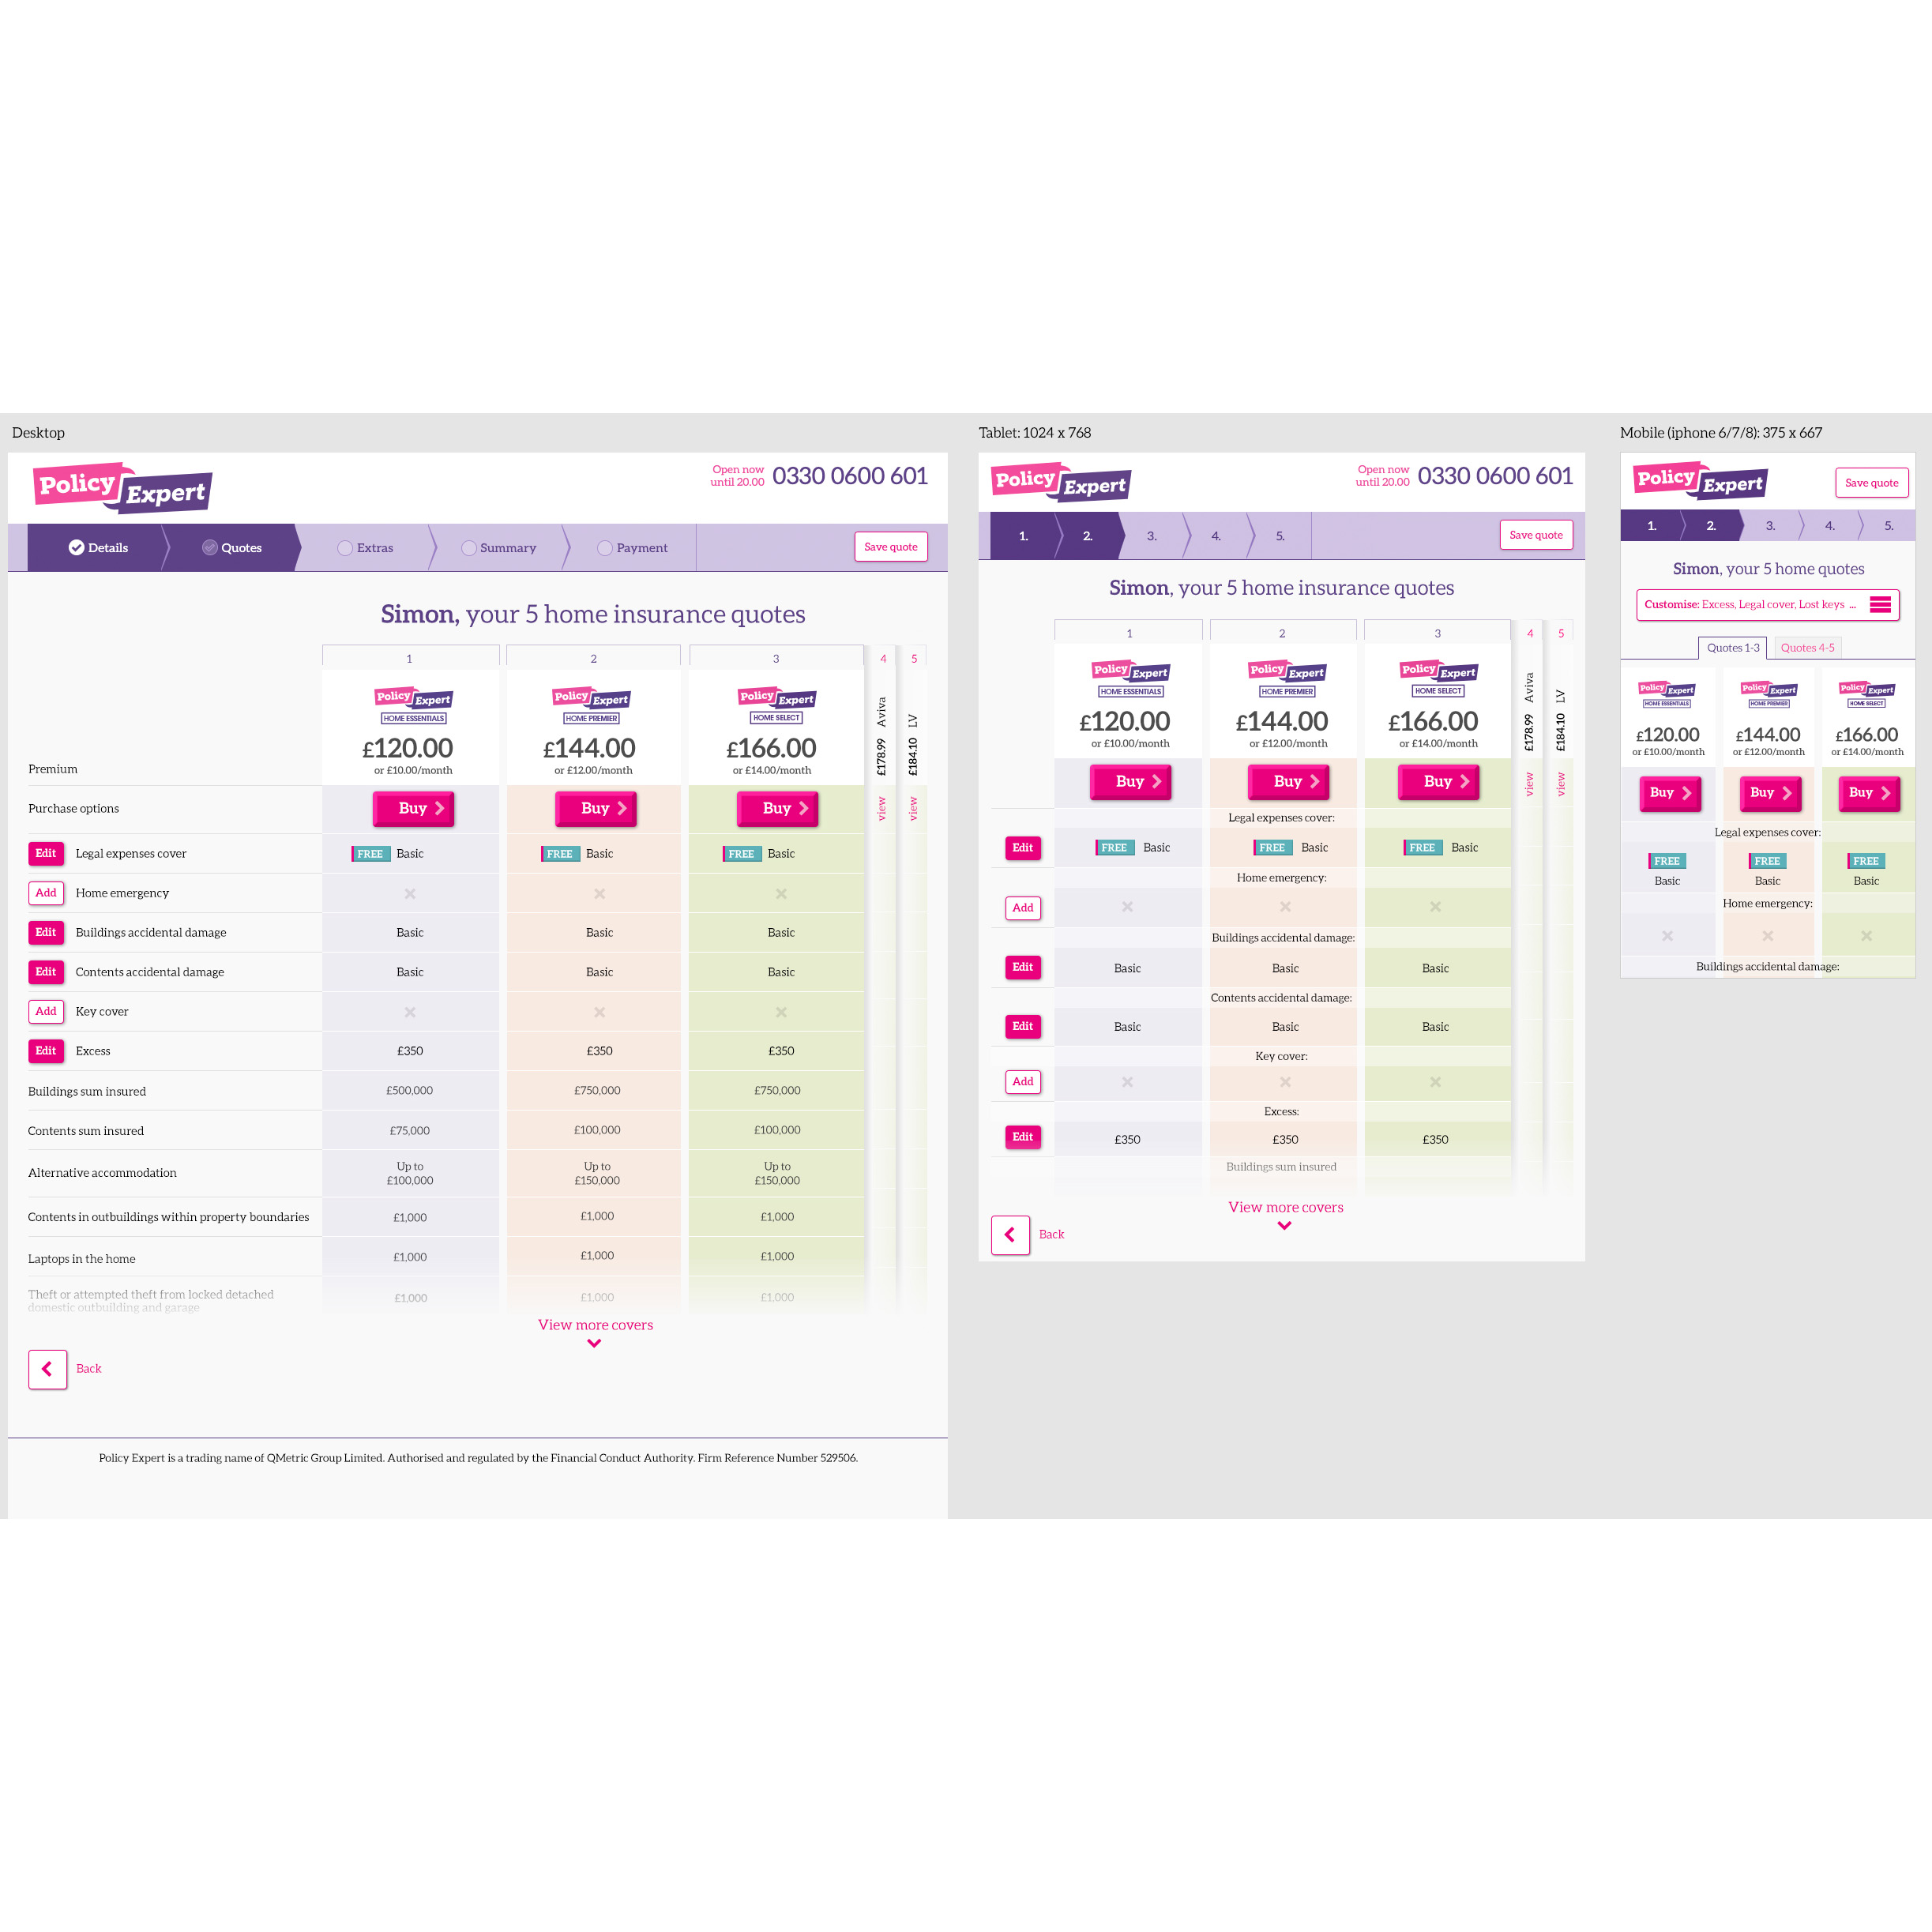 Desktop
Policy Expert
Open now
until 20.00
0330 0600 601
Details Quotes Extras Summary Payment
Save quote
Simon, your 5 home insurance quotes
1 2 3 4 5
Policy Expert Policy Expert Policy Expert
HOME ESSENTIALS HOME PREMIER HOME SELECT
£178.99 Aviva
£184.10 LV
Premium £120.00 £144.00 £166.00
or £10.00/month or £12.00/month or £14.00/month
Purchase options Buy Buy Buy view view
Edit Legal expenses cover FREE Basic FREE Basic FREE Basic
Add Home emergency
Edit Buildings accidental damage Basic Basic Basic
Edit Contents accidental damage Basic Basic Basic
Add Key cover
Edit Excess £350 £350 £350
Buildings sum insured £500,000 £750,000 £750,000
Contents sum insured £75,000 £100,000 £100,000
Alternative accommodation Up to £100,000 Up to £150,000 Up to £150,000
Contents in outbuildings within property boundaries £1,000 £1,000 £1,000
Laptops in the home £1,000 £1,000 £1,000
Theft or attempted theft from locked detached
domestic outbuilding and garage £1,000 £1,000 £1,000
View more covers
Back
Policy Expert is a trading name of QMetric Group Limited. Authorised and regulated by the Financial Conduct Authority. Firm Reference Number 529506.
Tablet: 1024 x 768
Policy Expert
Open now
until 20.00
0330 0600 601
1. 2. 3. 4. 5.
Save quote
Simon, your 5 home insurance quotes
1 2 3 4 5
Policy Expert Policy Expert Policy Expert
HOME ESSENTIALS HOME PREMIER HOME SELECT
£178.99 Aviva
£184.10 LV
£120.00 £144.00 £166.00
or £10.00/month or £12.00/month or £14.00/month
Buy Buy Buy view view
Legal expenses cover:
Edit FREE Basic FREE Basic FREE Basic
Home emergency:
Add
Buildings accidental damage:
Edit Basic Basic Basic
Contents accidental damage:
Edit Basic Basic Basic
Key cover:
Add
Excess:
Edit £350 £350 £350
Buildings sum insured
View more covers
Back
Mobile (iphone 6/7/8): 375 x 667
Policy Expert
Save quote
1. 2. 3. 4. 5.
Simon, your 5 home quotes
Customise: Excess, Legal cover, Lost keys ...
Quotes 1-3 Quotes 4-5
Policy Expert Policy Expert Policy Expert
HOME ESSENTIALS HOME PREMIER HOME SELECT
£120.00 £144.00 £166.00
or £10.00/month or £12.00/month or £14.00/month
Buy Buy Buy
Legal expenses cover:
FREE FREE FREE
Basic Basic Basic
Home emergency:
Buildings accidental damage: